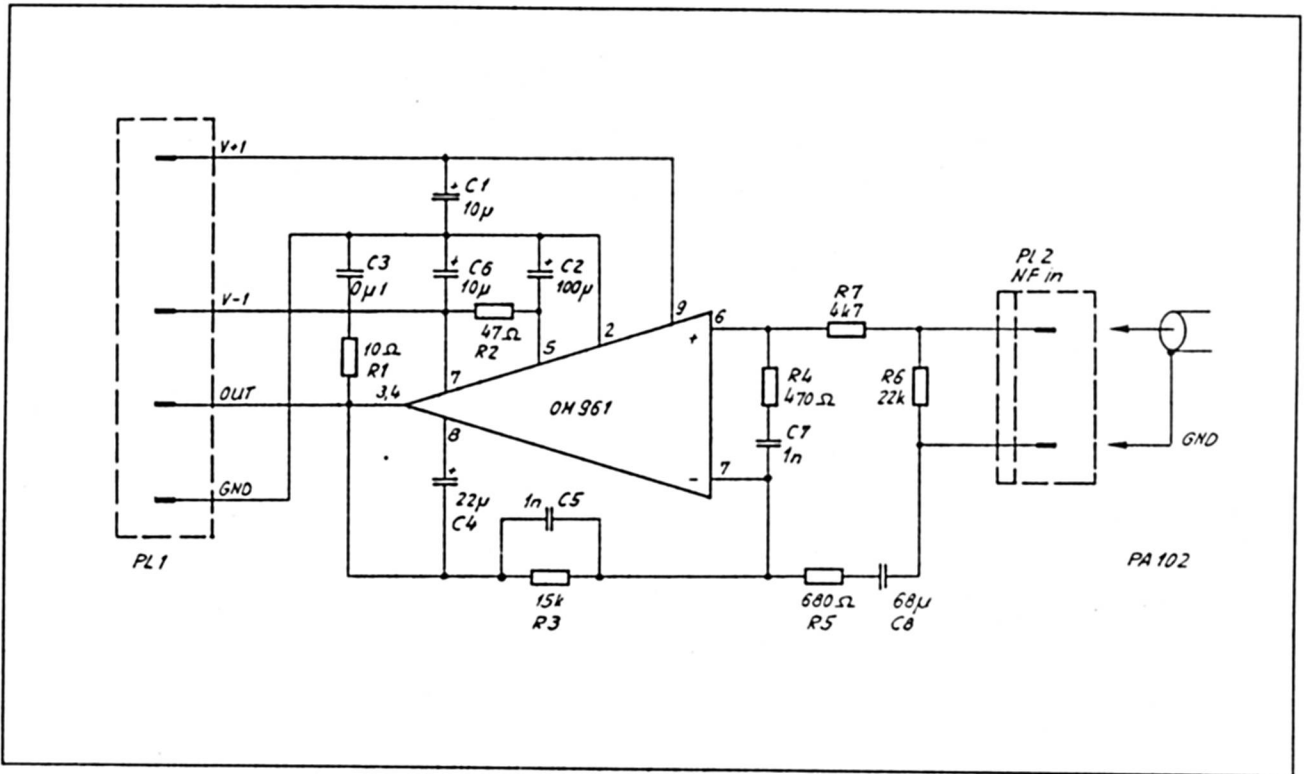 V+1
C1
10µ
C3
0µ1
C6
10µ
C2
100µ
V-1
47Ω
R2
10Ω
R1
OUT
3,4
7
5
2
9
6
+
OM961
8
7
-
22µ
C4
1n C5
15k
R3
GND
PL1
R7
4k7
R4
470Ω
C7
1n
R6
22k
680Ω
R5
68µ
C8
PL2
NF in
GND
PA102